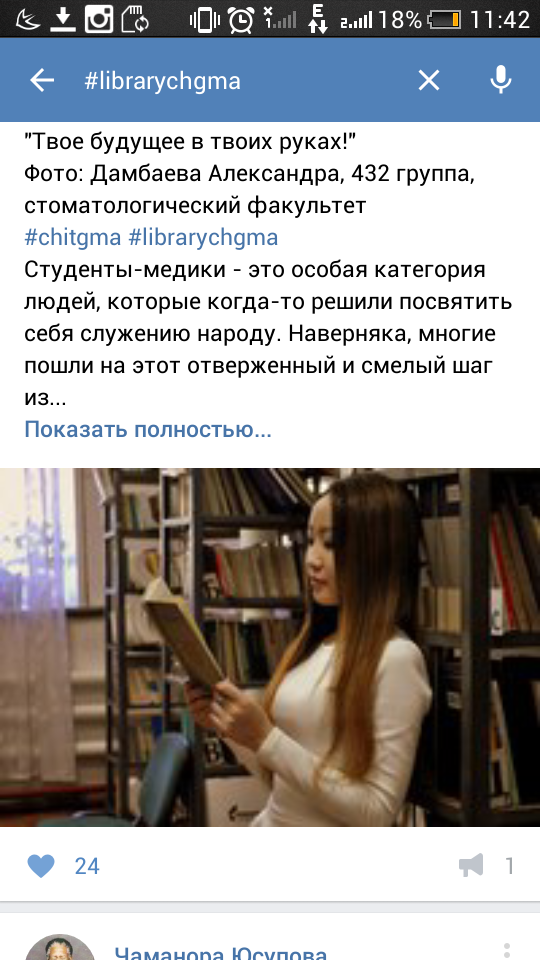 18% 11:42
#librarychgma
"Твое будущее в твоих руках!"
Фото: Дамбаева Александра, 432 группа,
стоматологический факультет
#chitgma #librarychgma
Студенты-медики - это особая категория
людей, которые когда-то решили посвятить
себя служению народу. Наверняка, многие
пошли на этот отверженный и смелый шаг
из...
Показать полностью...
24 1
Чаманора Юсупова